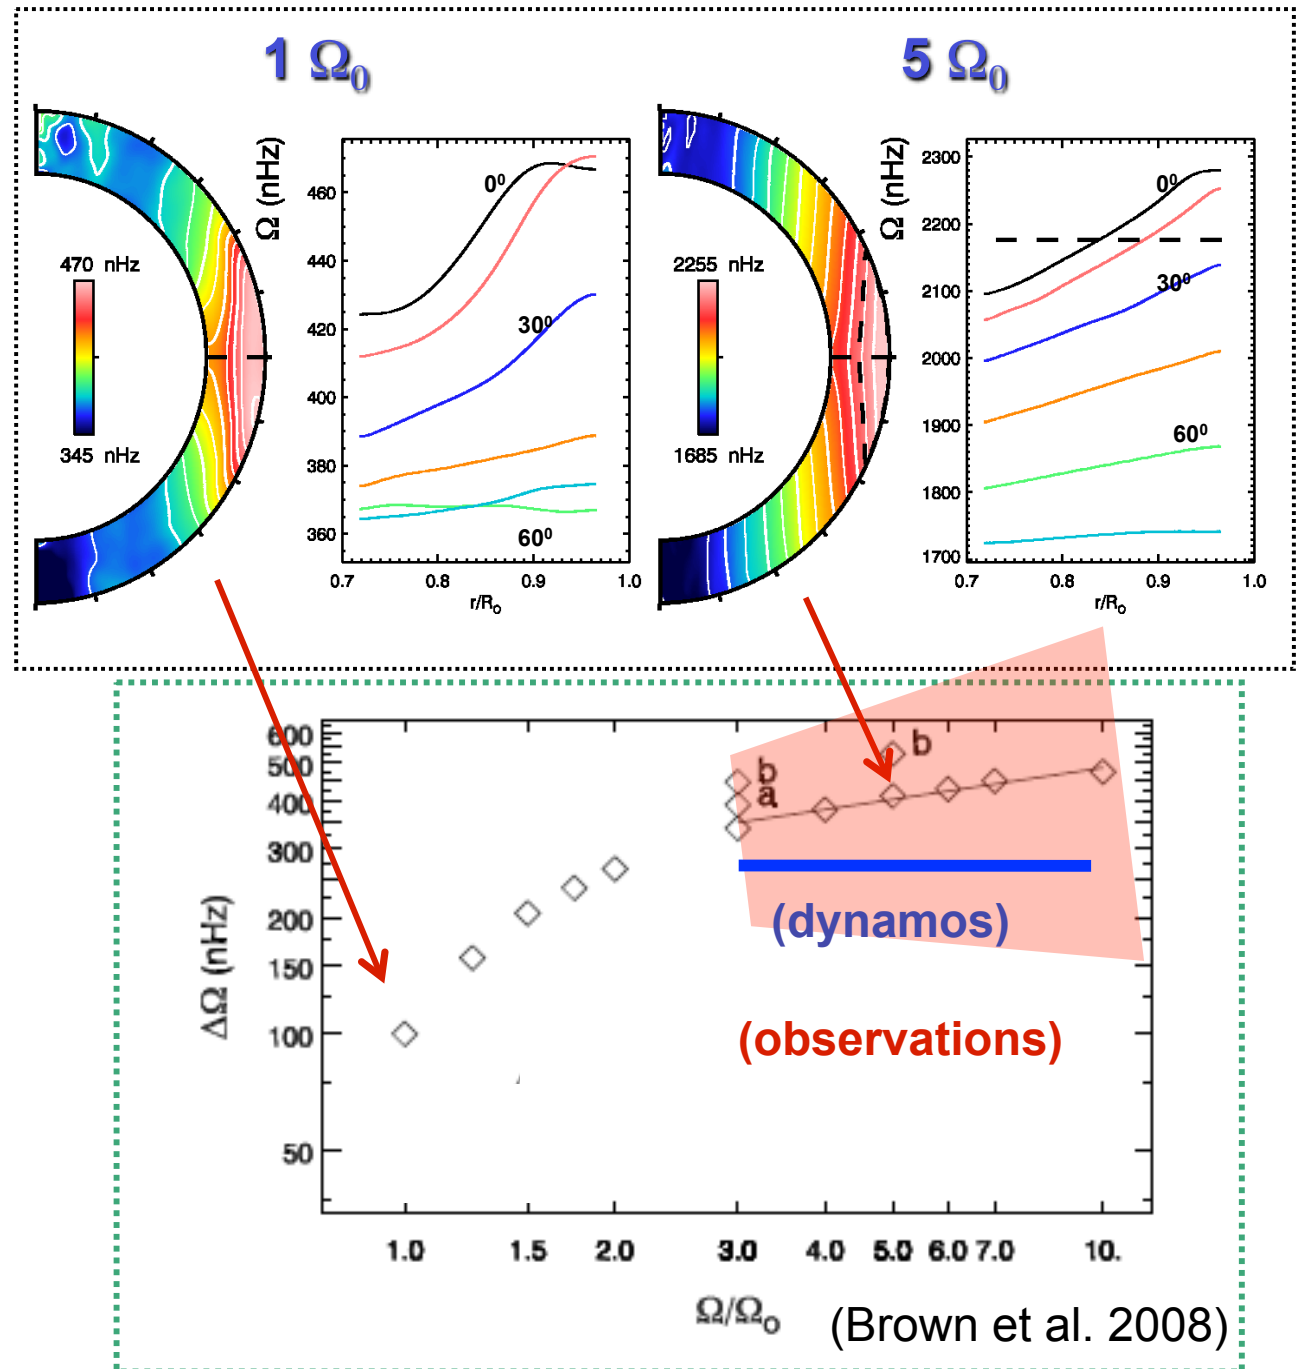 1 Ω₀
5 Ω₀
Ω (nHz)
460
440
420
400
380
360
0⁰
30⁰
60⁰
0.7
0.8
0.9
1.0
r/R₀
470 nHz
345 nHz
Ω (nHz)
2300
2200
2100
2000
1900
1800
1700
0⁰
30⁰
60⁰
0.7
0.8
0.9
1.0
r/R₀
2255 nHz
1685 nHz
ΔΩ (nHz)
600
500
400
300
200
150
100
50
b
a
b
(dynamos)
(observations)
1.0
1.5
2.0
3.0
4.0
5.0
6.0
7.0
10.
Ω/Ω₀
(Brown et al. 2008)